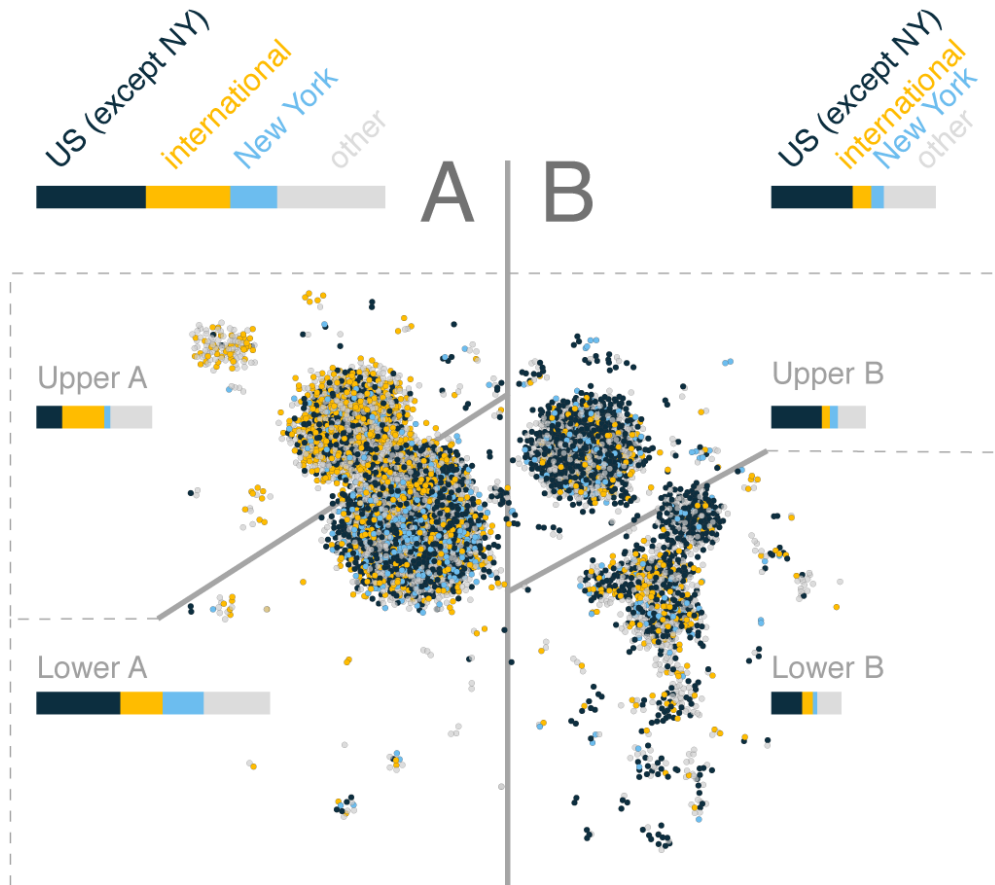 US (except NY)
international
New York
other
A
B
US (except NY)
international
New York
other
Upper A
Upper B
Lower A
Lower B